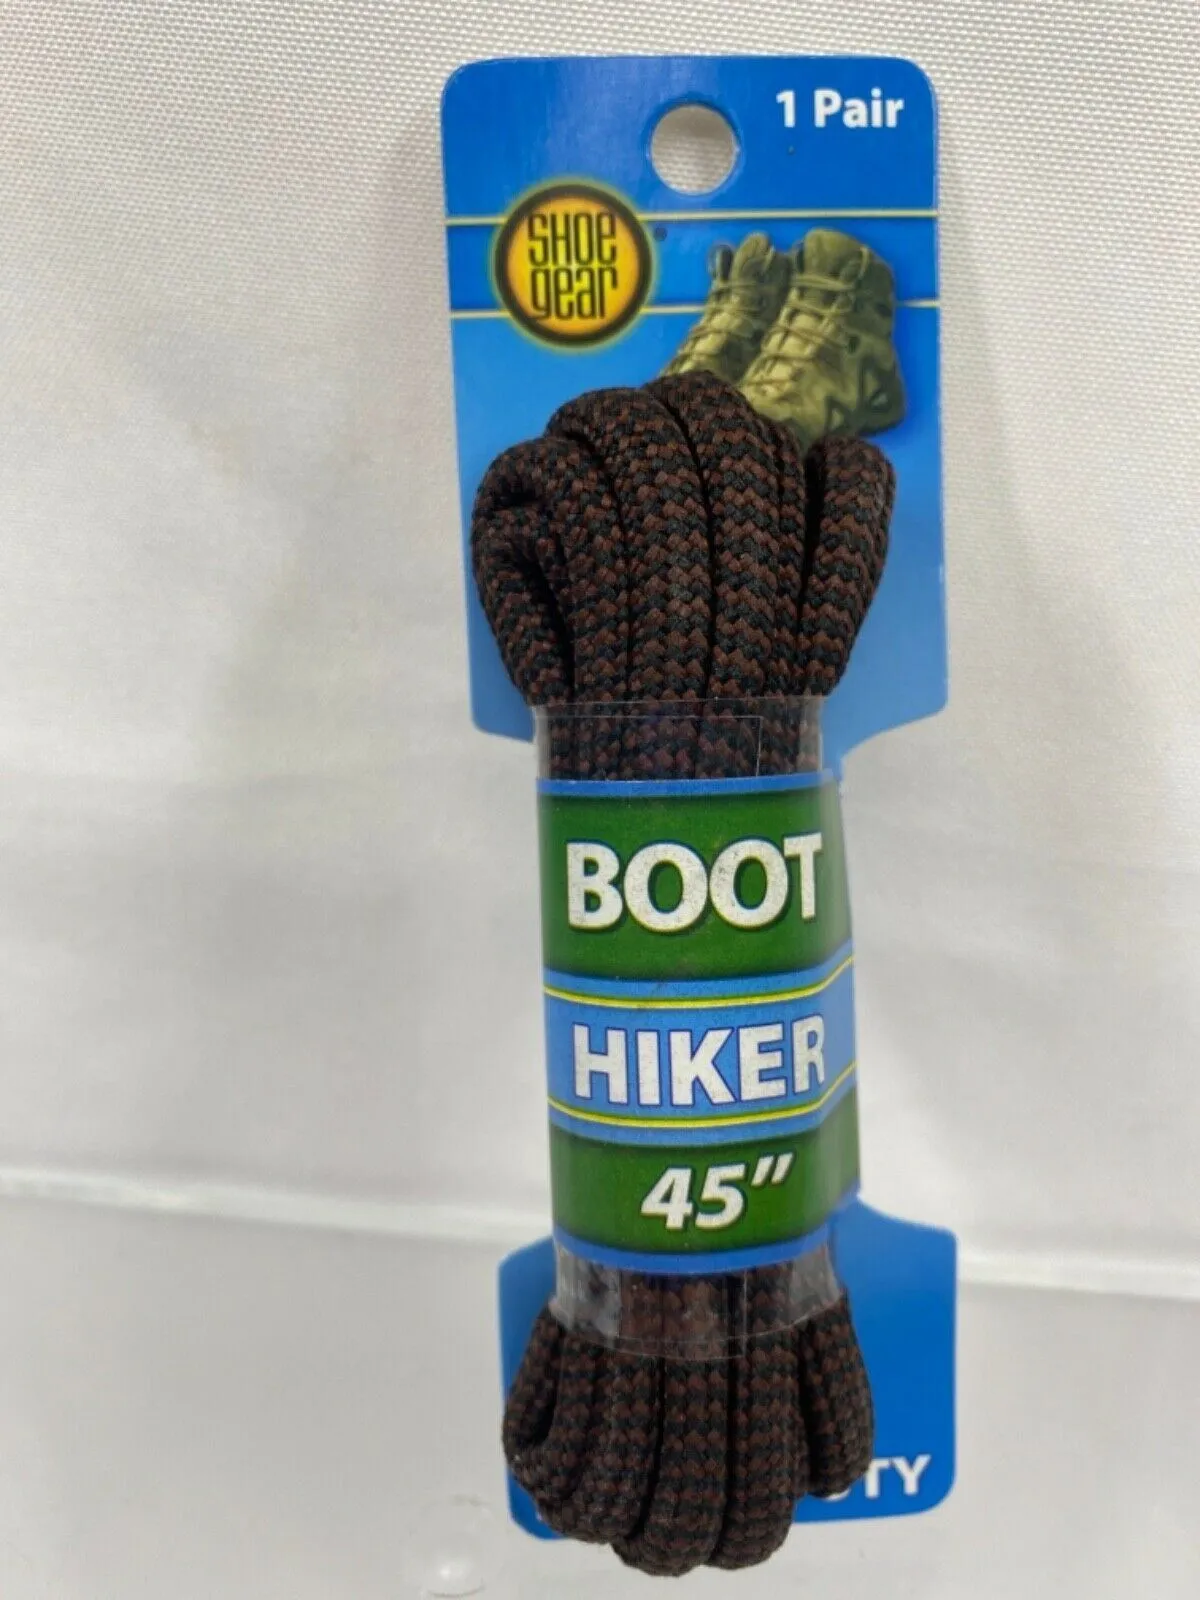 1 Pair
SHOE
gear
BOOT
HIKER
45"